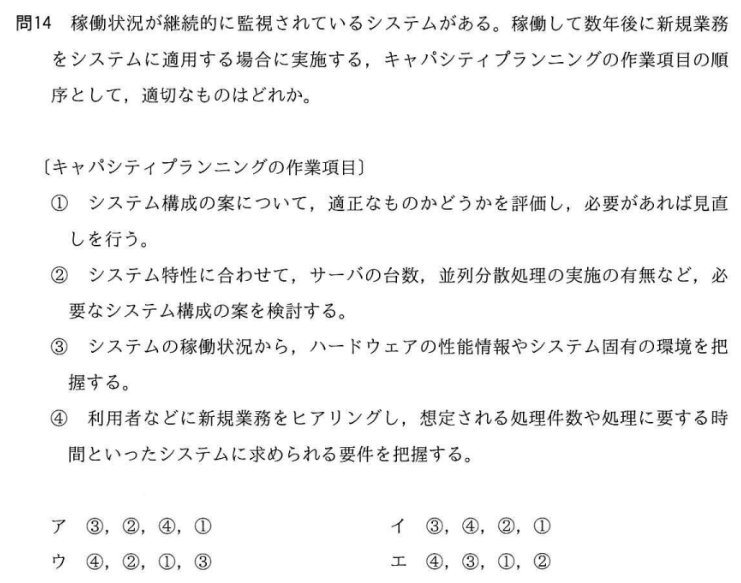 問14 稼働状況が継続的に監視されているシステムがある。稼働して数年後に新規業務
をシステムに適用する場合に実施する，キャパシティプランニングの作業項目の順
序として，適切なものはどれか。
〔キャパシティプランニングの作業項目〕
① システム構成の案について，適正なものかどうかを評価し，必要があれば見直
しを行う。
② システム特性に合わせて，サーバの台数，並列分散処理の実施の有無など，必
要なシステム構成の案を検討する。
③ システムの稼働状況から，ハードウェアの性能情報やシステム固有の環境を把
握する。
④ 利用者などに新規業務をヒアリングし，想定される処理件数や処理に要する時
間といったシステムに求められる要件を把握する。
ア ③，②，④，① イ ③，④，②，①
ウ ④，②，①，③ エ ④，③，①，②